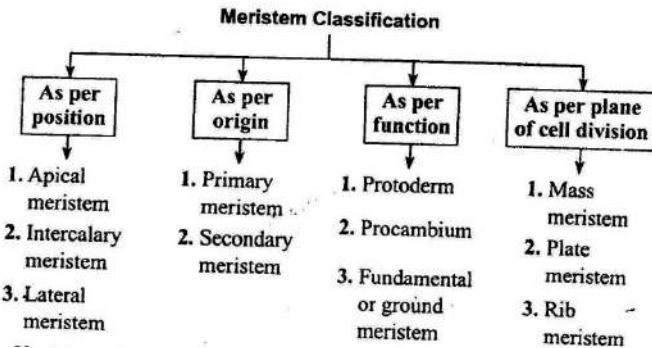 Meristem Classification
As per
position
1. Apical
meristem
2. Intercalary
meristem
3. Lateral
meristem
As per
origin
1. Primary
meristem
2. Secondary
meristem
As per
function
1. Protoderm
2. Procambium
3. Fundamental
or ground
meristem
As per plane
of cell division
1. Mass
meristem
2. Plate
meristem
3. Rib
meristem